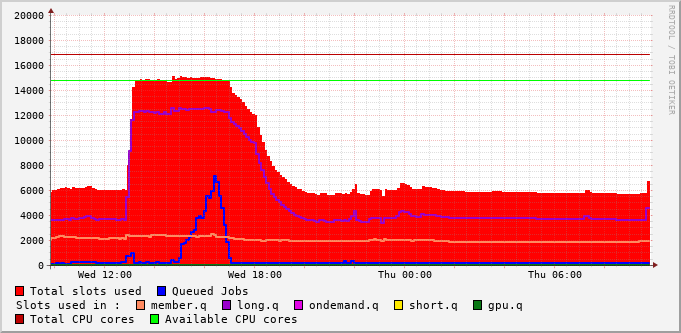 20000
18000
16000
14000
12000
10000
8000
6000
4000
2000
0
Wed 12:00 Wed 18:00 Thu 00:00 Thu 06:00
RRDTOOL / TOBI OETIKER
Total slots used Queued Jobs
Slots used in : member.q long.q ondemand.q short.q gpu.q
Total CPU cores Available CPU cores